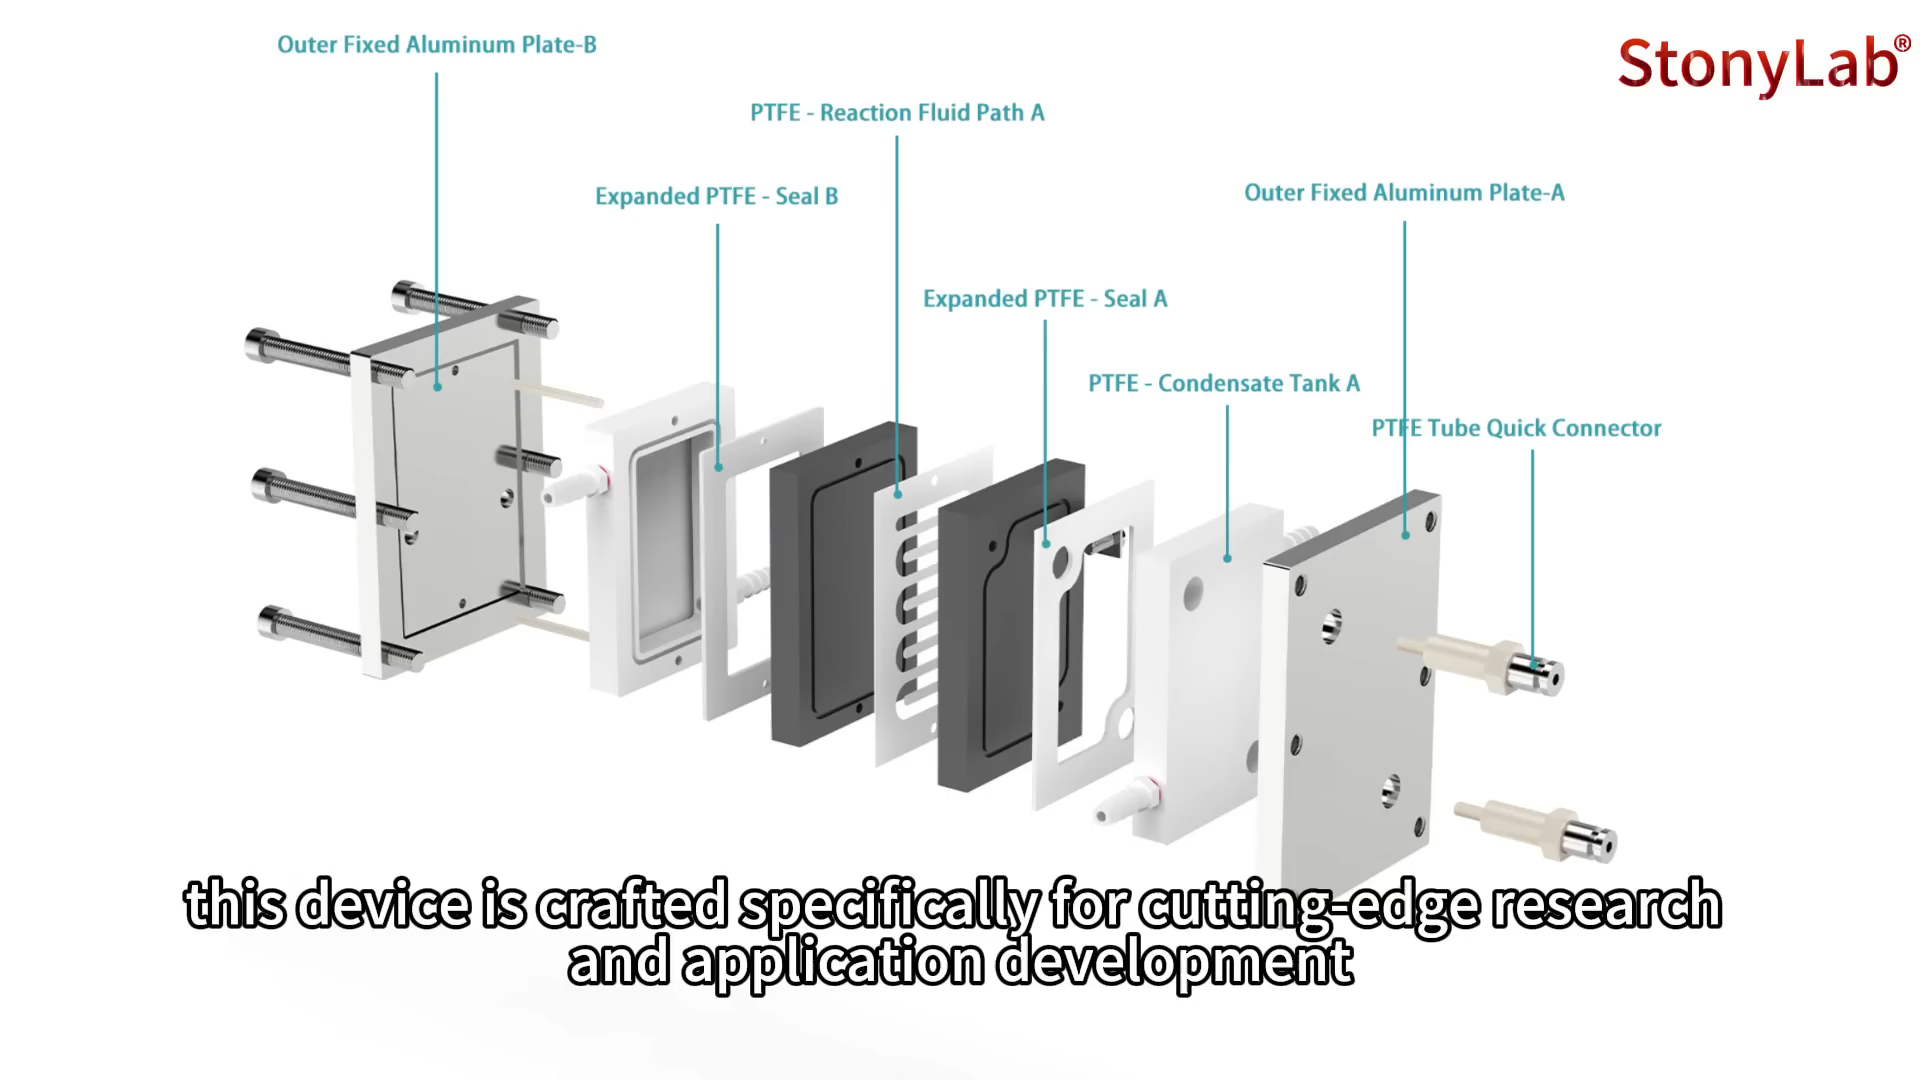 Outer Fixed Aluminum Plate-B
StonyLab®
PTFE - Reaction Fluid Path A
Expanded PTFE - Seal B
Outer Fixed Aluminum Plate-A
Expanded PTFE - Seal A
PTFE - Condensate Tank A
PTFE Tube Quick Connector
this device is crafted specifically for cutting-edge research
and application development